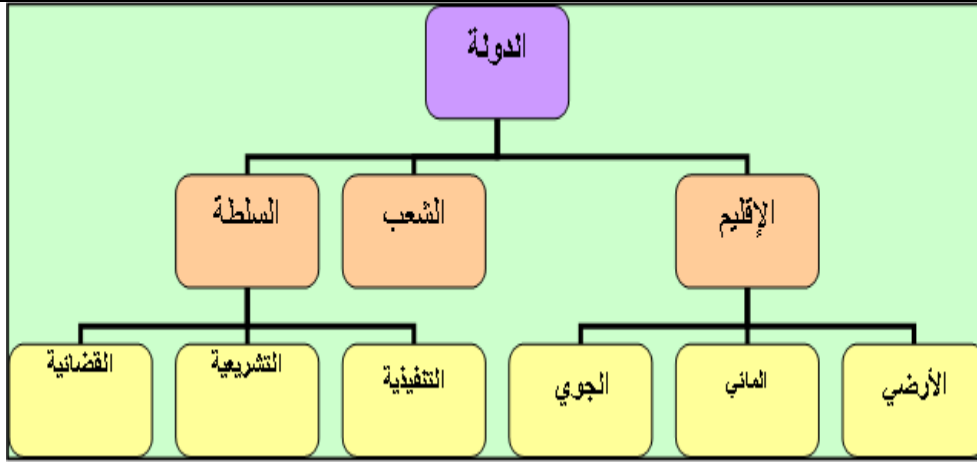 الدولة
الإقليم
الشعب
السلطة
الأرضي
المائي
الجوي
التنفيذية
التشريعية
القضائية